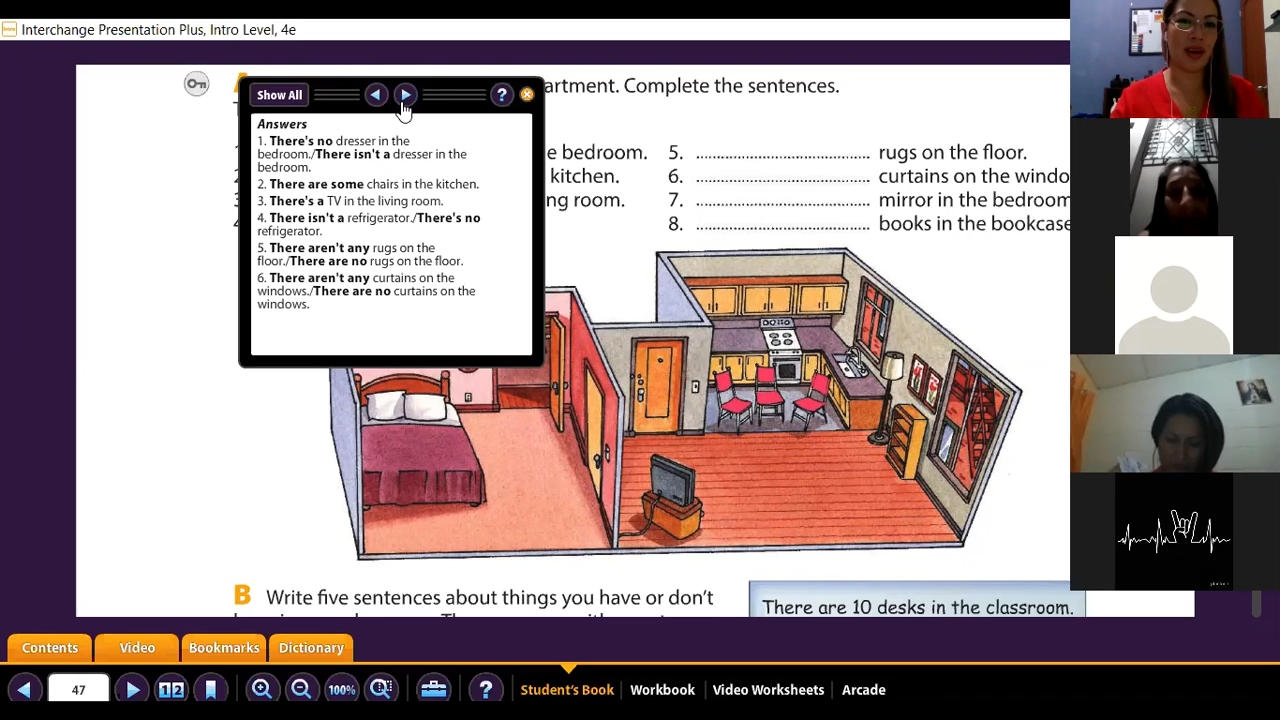 Interchange Presentation Plus, Intro Level, 4e
artment. Complete the sentences.
Show All
?
Answers
1. There's no dresser in the
bedroom./There isn't a dresser in the
bedroom.
2. There are some chairs in the kitchen.
3. There's a TV in the living room.
4. There isn't a refrigerator./There's no
refrigerator.
5. There aren't any rugs on the
floor./There are no rugs on the floor.
6. There aren't any curtains on the
windows./There are no curtains on the
windows.
e bedroom.
kitchen.
ng room.
5. .......................................... rugs on the floor.
6. .......................................... curtains on the windo
7. .......................................... mirror in the bedroom
8. .......................................... books in the bookcase
B Write five sentences about things you have or don't
There are 10 desks in the classroom.
Contents
Video
Bookmarks
Dictionary
47
12
100%
?
Student's Book
Workbook
Video Worksheets
Arcade